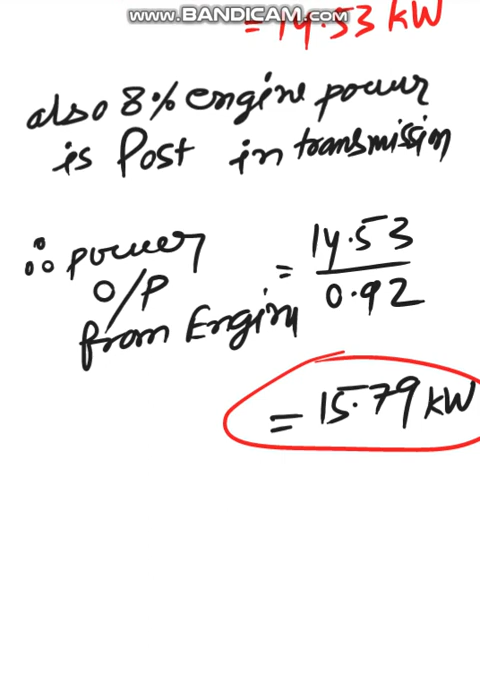 www.BANDICAM.com
= 14.53 kW
also 8% engine power
is Post in transmission
∴ power
O/P
from Engine
= 14.53 / 0.92
= 15.79 kW